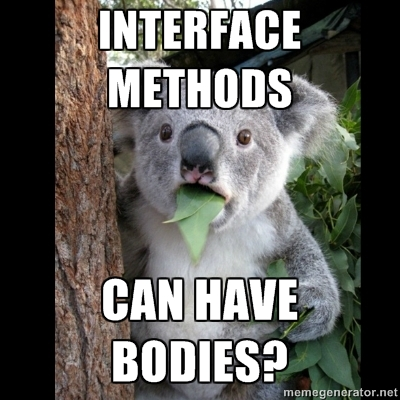 INTERFACE
METHODS
CAN HAVE
BODIES?
memegenerator.net